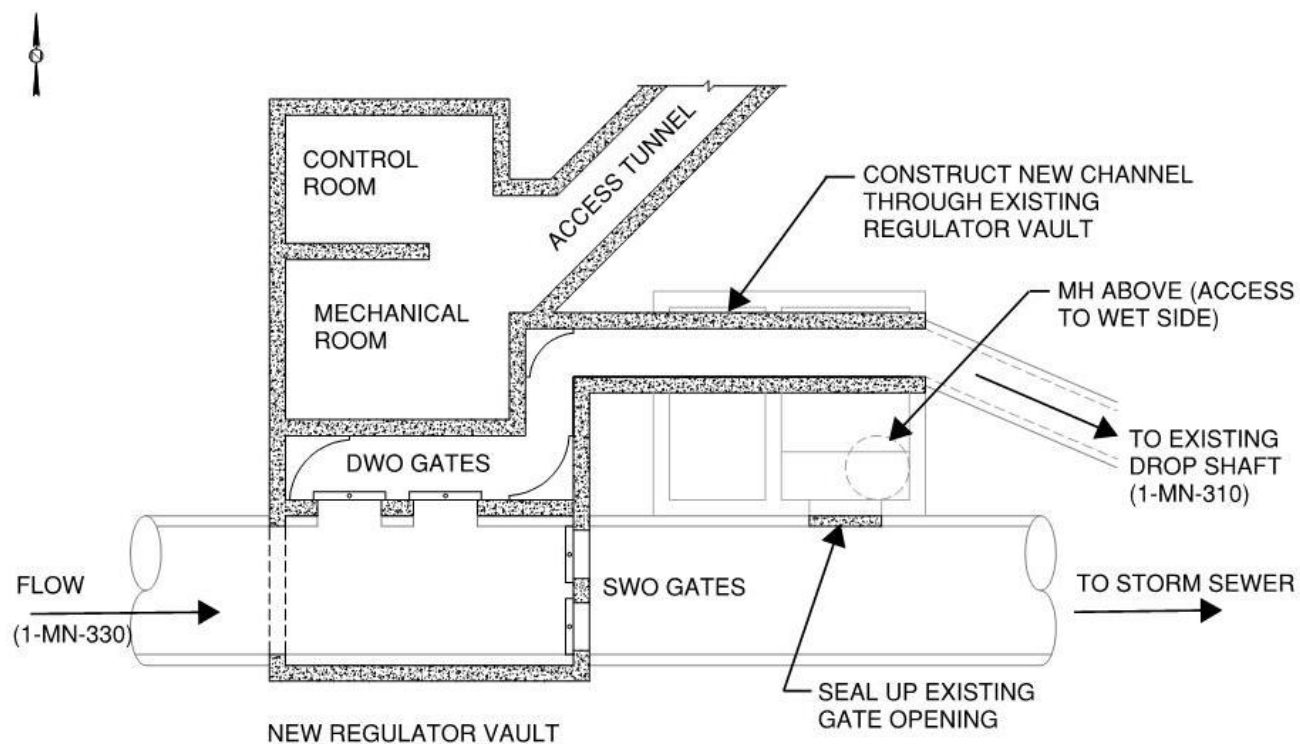 CONTROL
ROOM
ACCESS TUNNEL
CONSTRUCT NEW CHANNEL
THROUGH EXISTING
REGULATOR VAULT
MECHANICAL
ROOM
MH ABOVE (ACCESS
TO WET SIDE)
DWO GATES
TO EXISTING
DROP SHAFT
(1-MN-310)
FLOW
(1-MN-330)
SWO GATES
TO STORM SEWER
SEAL UP EXISTING
GATE OPENING
NEW REGULATOR VAULT